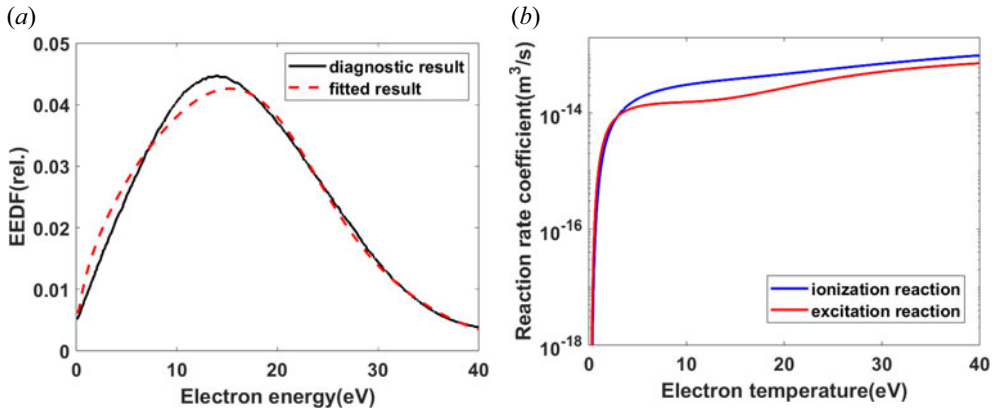 (a)
EEDF(rel.)
0.05
0.04
0.03
0.02
0.01
0
diagnostic result
fitted result
0 10 20 30 40
Electron energy(eV)
(b)
Reaction rate coefficient(m³/s)
10⁻¹⁴
10⁻¹⁶
10⁻¹⁸
ionization reaction
excitation reaction
0 10 20 30 40
Electron temperature(eV)